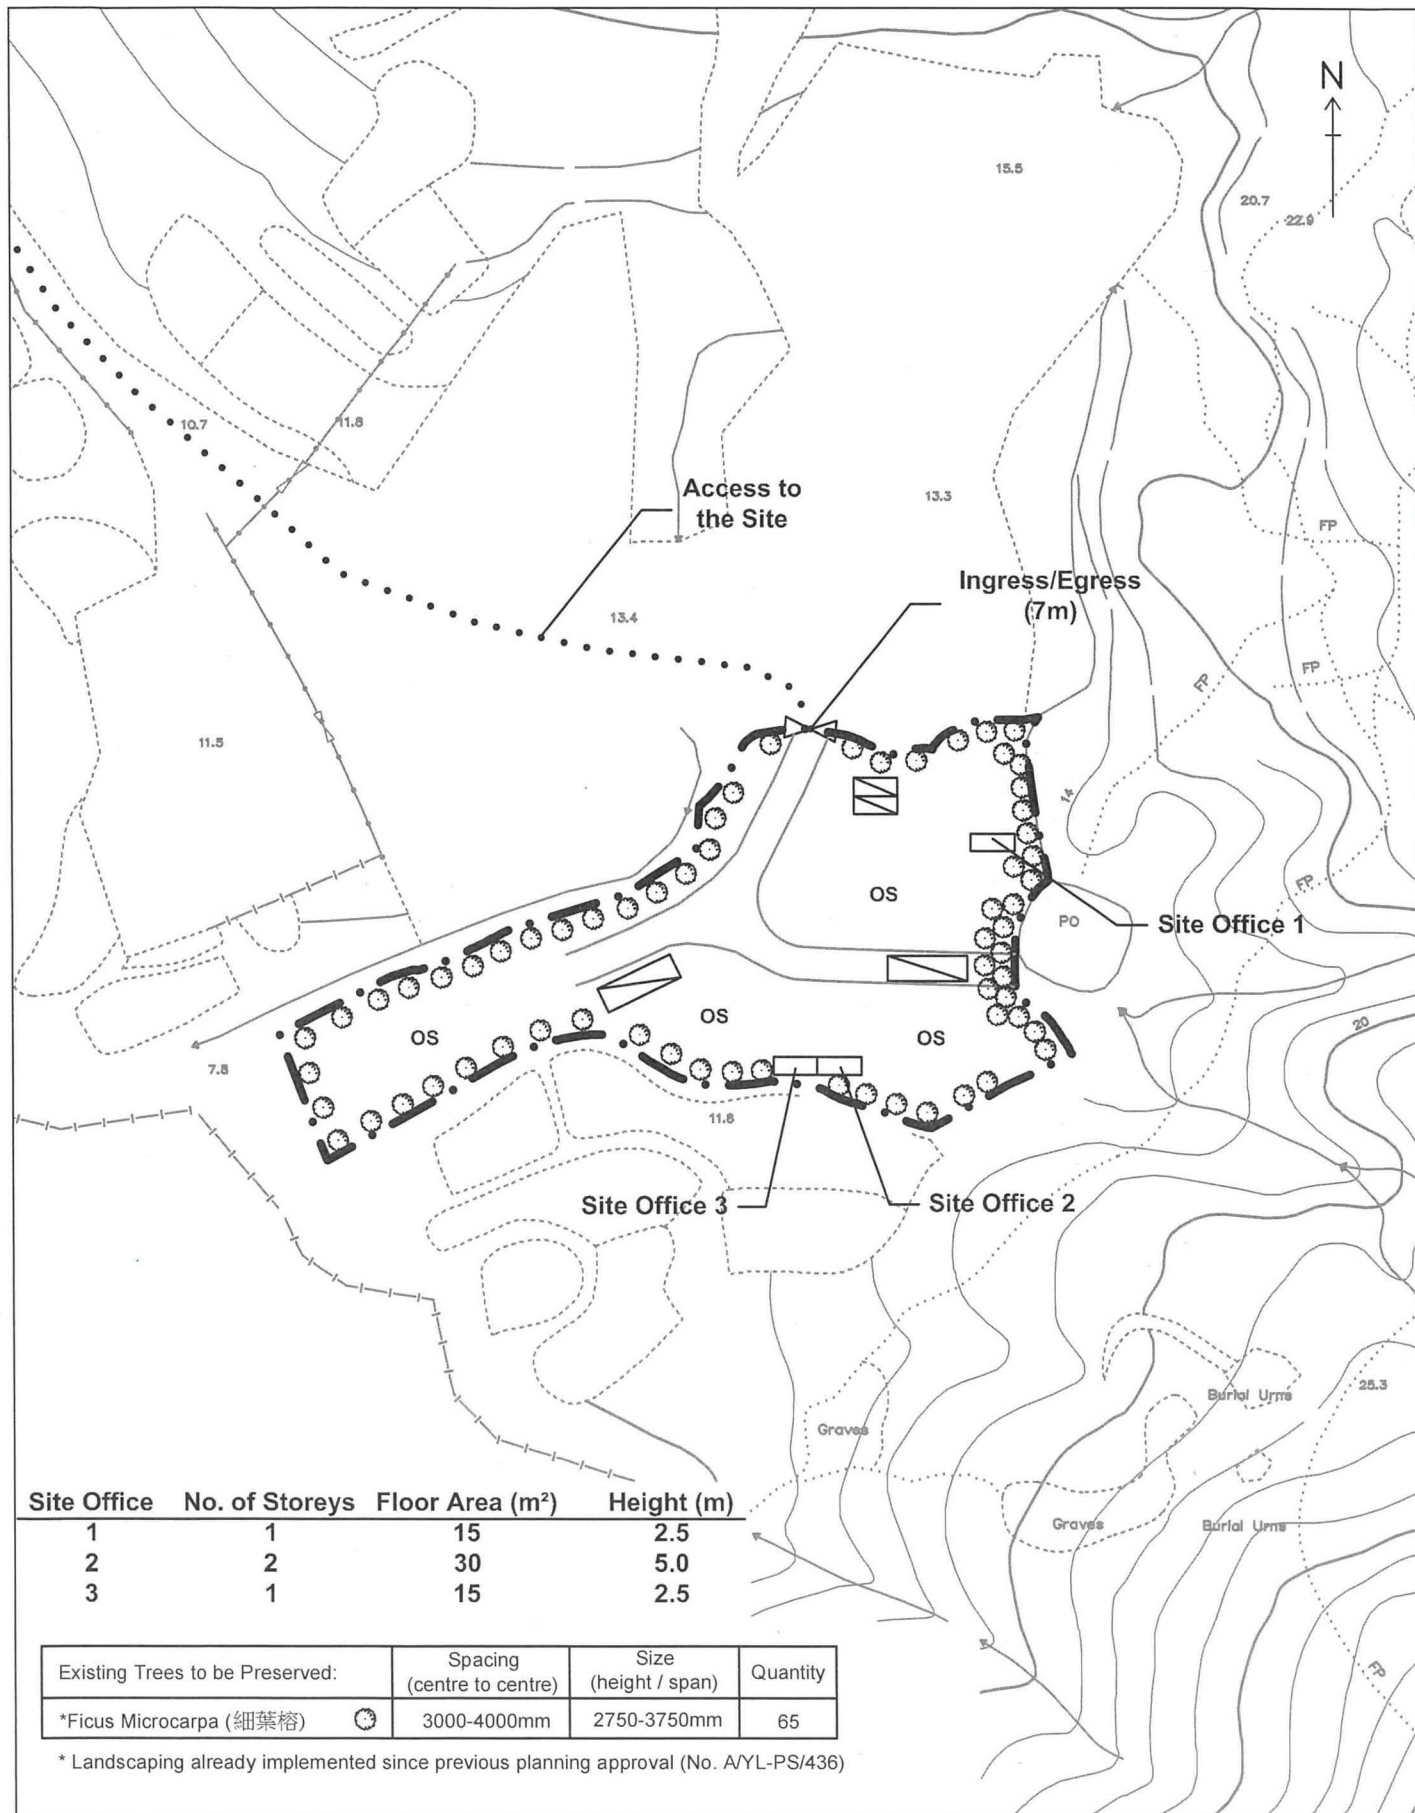 N
15.5
20.7
22.9
10.7
11.8
Access to
the Site
13.3
FP
Ingress/Egress
(7m)
13.4
FP
FP
11.5
14
FP
OS
PO
Site Office 1
OS
OS
OS
20
7.8
11.8
Site Office 3
Site Office 2
25.3
Burial Urns
Graves
Graves
Burial Urns
FP
Site Office No. of Storeys Floor Area (m²) Height (m)
1 1 15 2.5
2 2 30 5.0
3 1 15 2.5
Existing Trees to be Preserved: Spacing (centre to centre) Size (height / span) Quantity
*Ficus Microcarpa (細葉榕) 3000-4000mm 2750-3750mm 65
* Landscaping already implemented since previous planning approval (No. A/YL-PS/436)